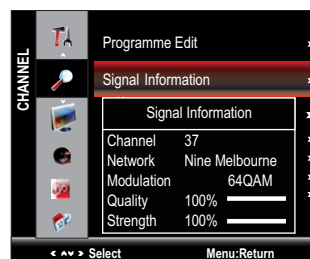 CHANNEL
Programme Edit
Signal Information
Signal Information
Channel 37
Network Nine Melbourne
Modulation 64QAM
Quality 100%
Strength 100%
Select Menu:Return